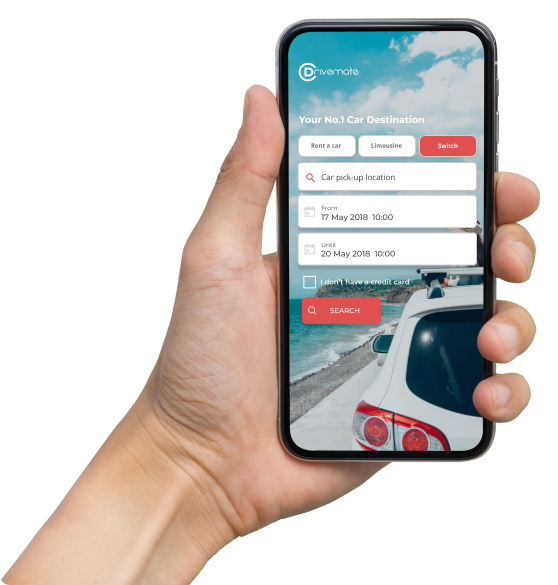 Drivemate
Your No.1 Car Destination
Rent a car
Limousine
Switch
Car pick-up location
From
17 May 2018 10:00
Until
20 May 2018 10:00
I don't have a credit card
SEARCH